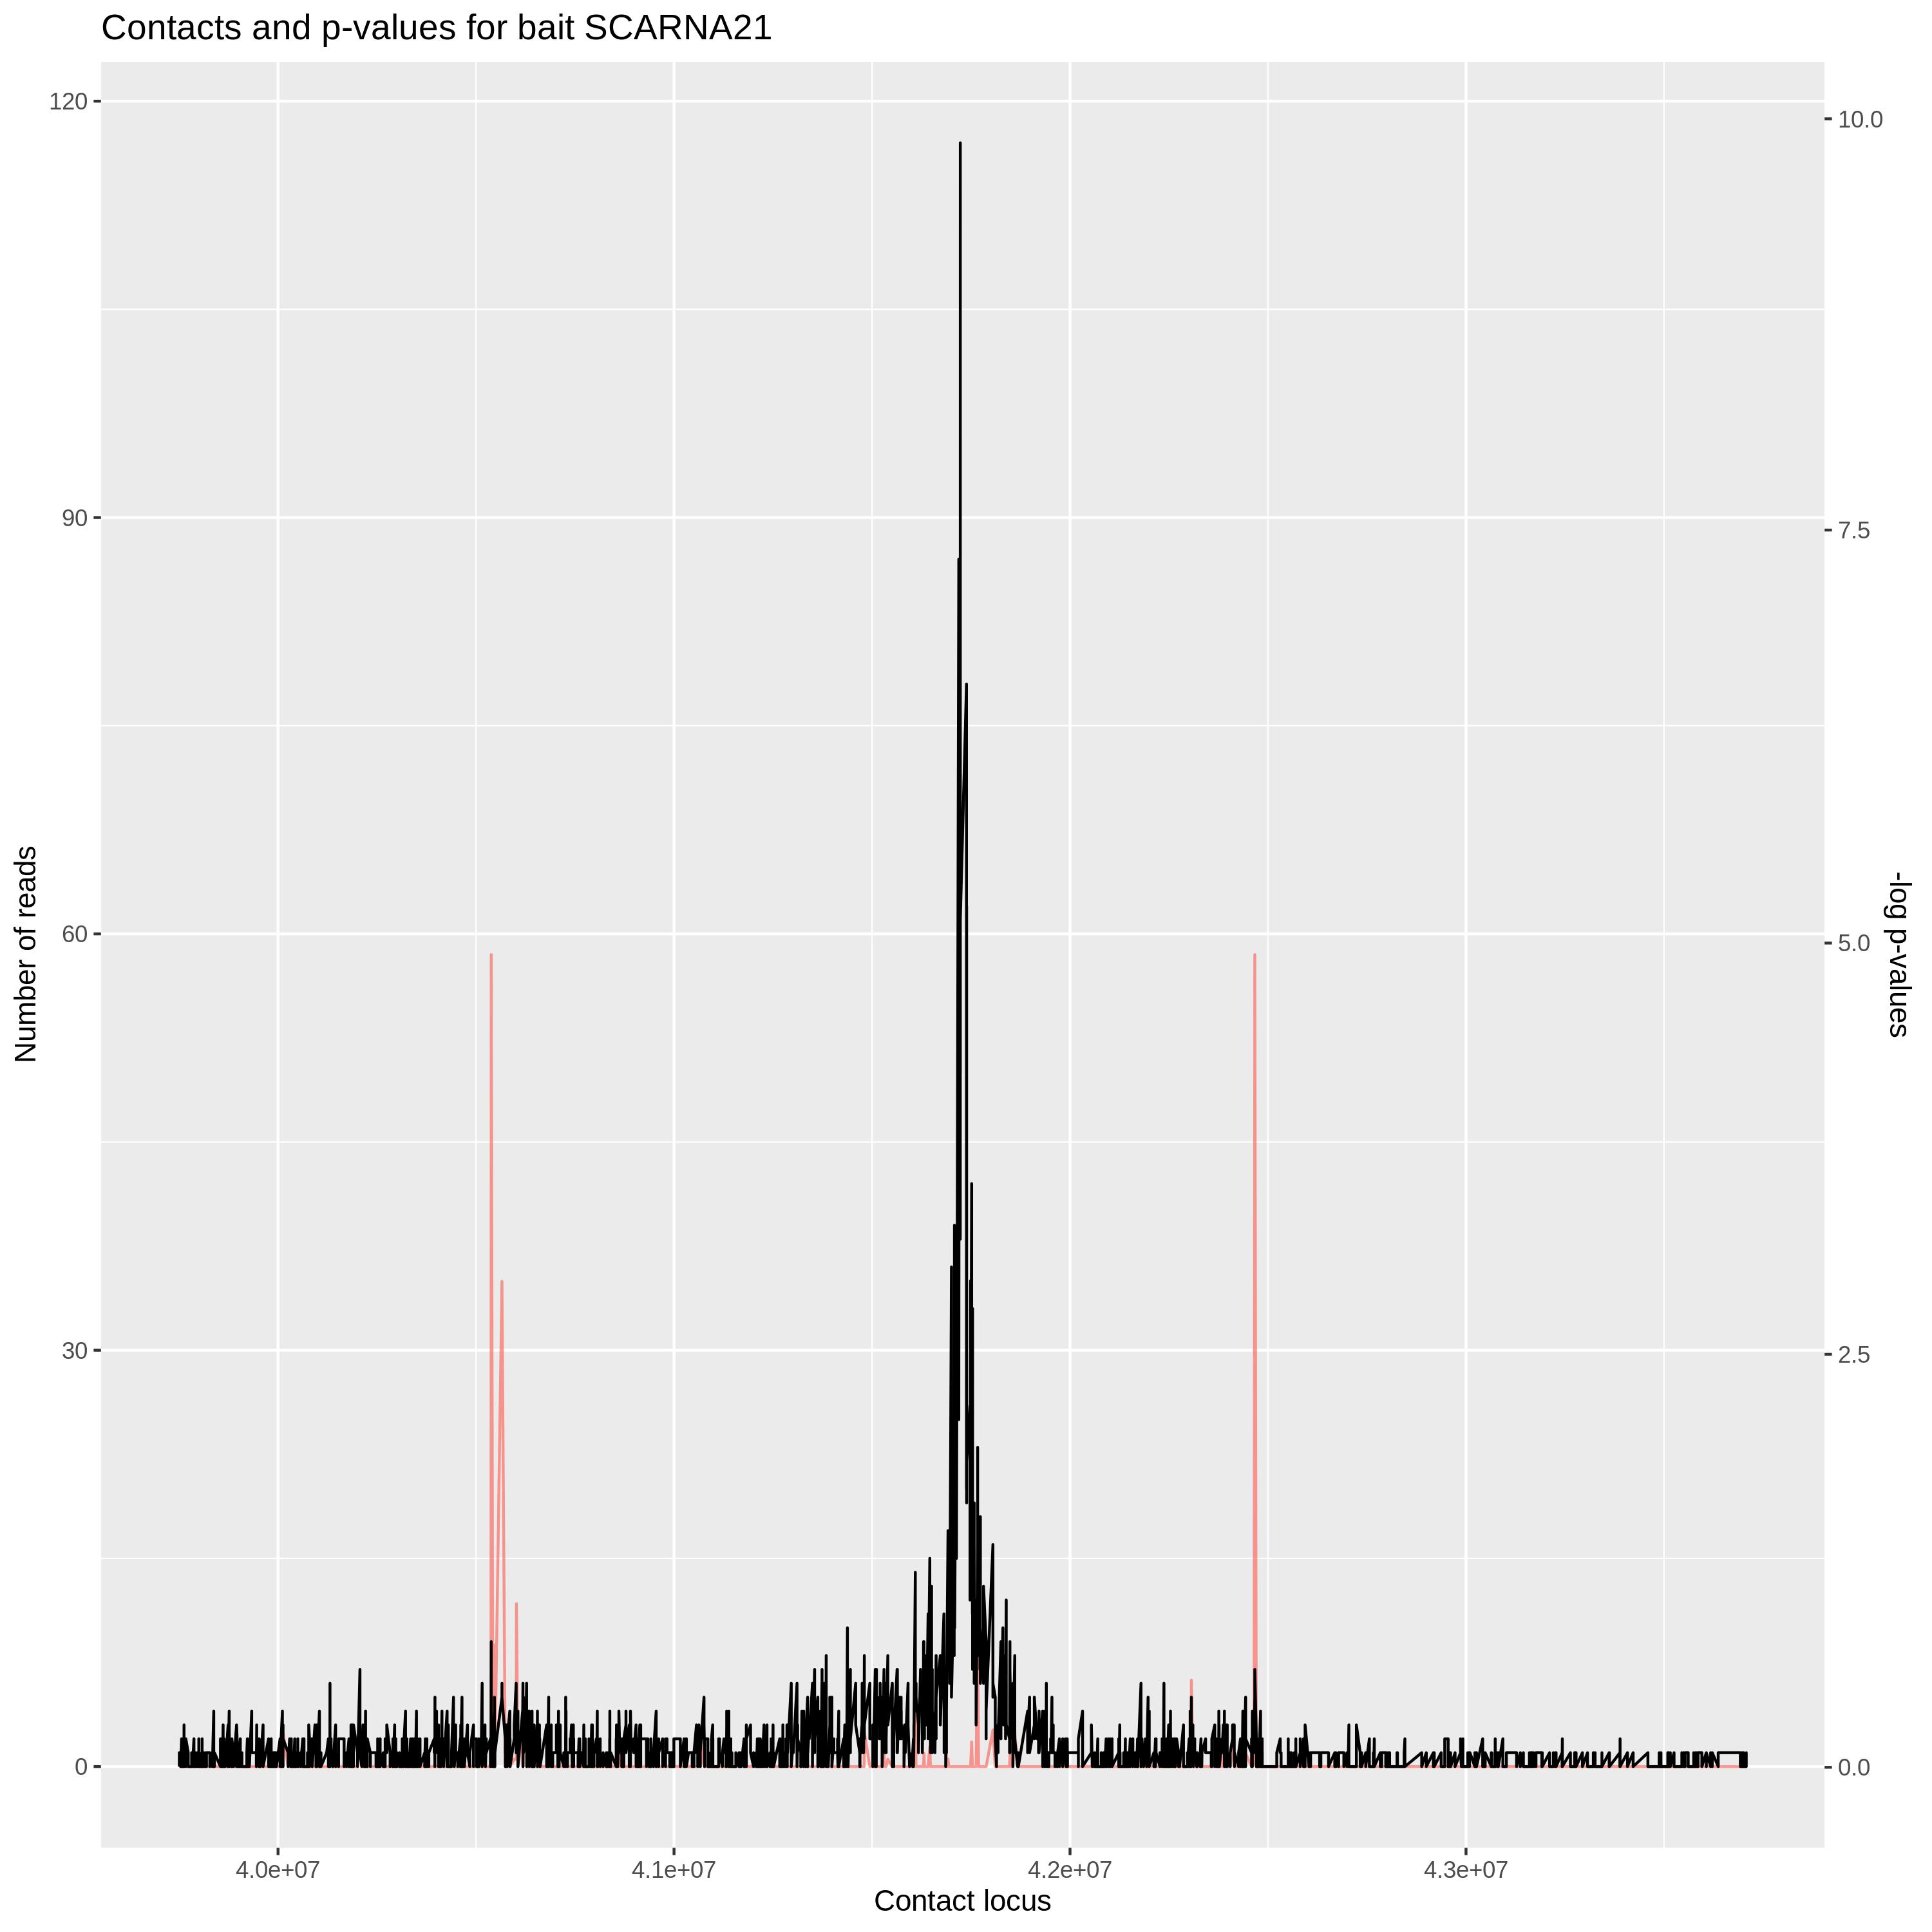 Contacts and p-values for bait SCARNA21
120
90
60
30
0
Number of reads
10.0
7.5
5.0
2.5
0.0
-log p-values
4.0e+07
4.1e+07
4.2e+07
4.3e+07
Contact locus